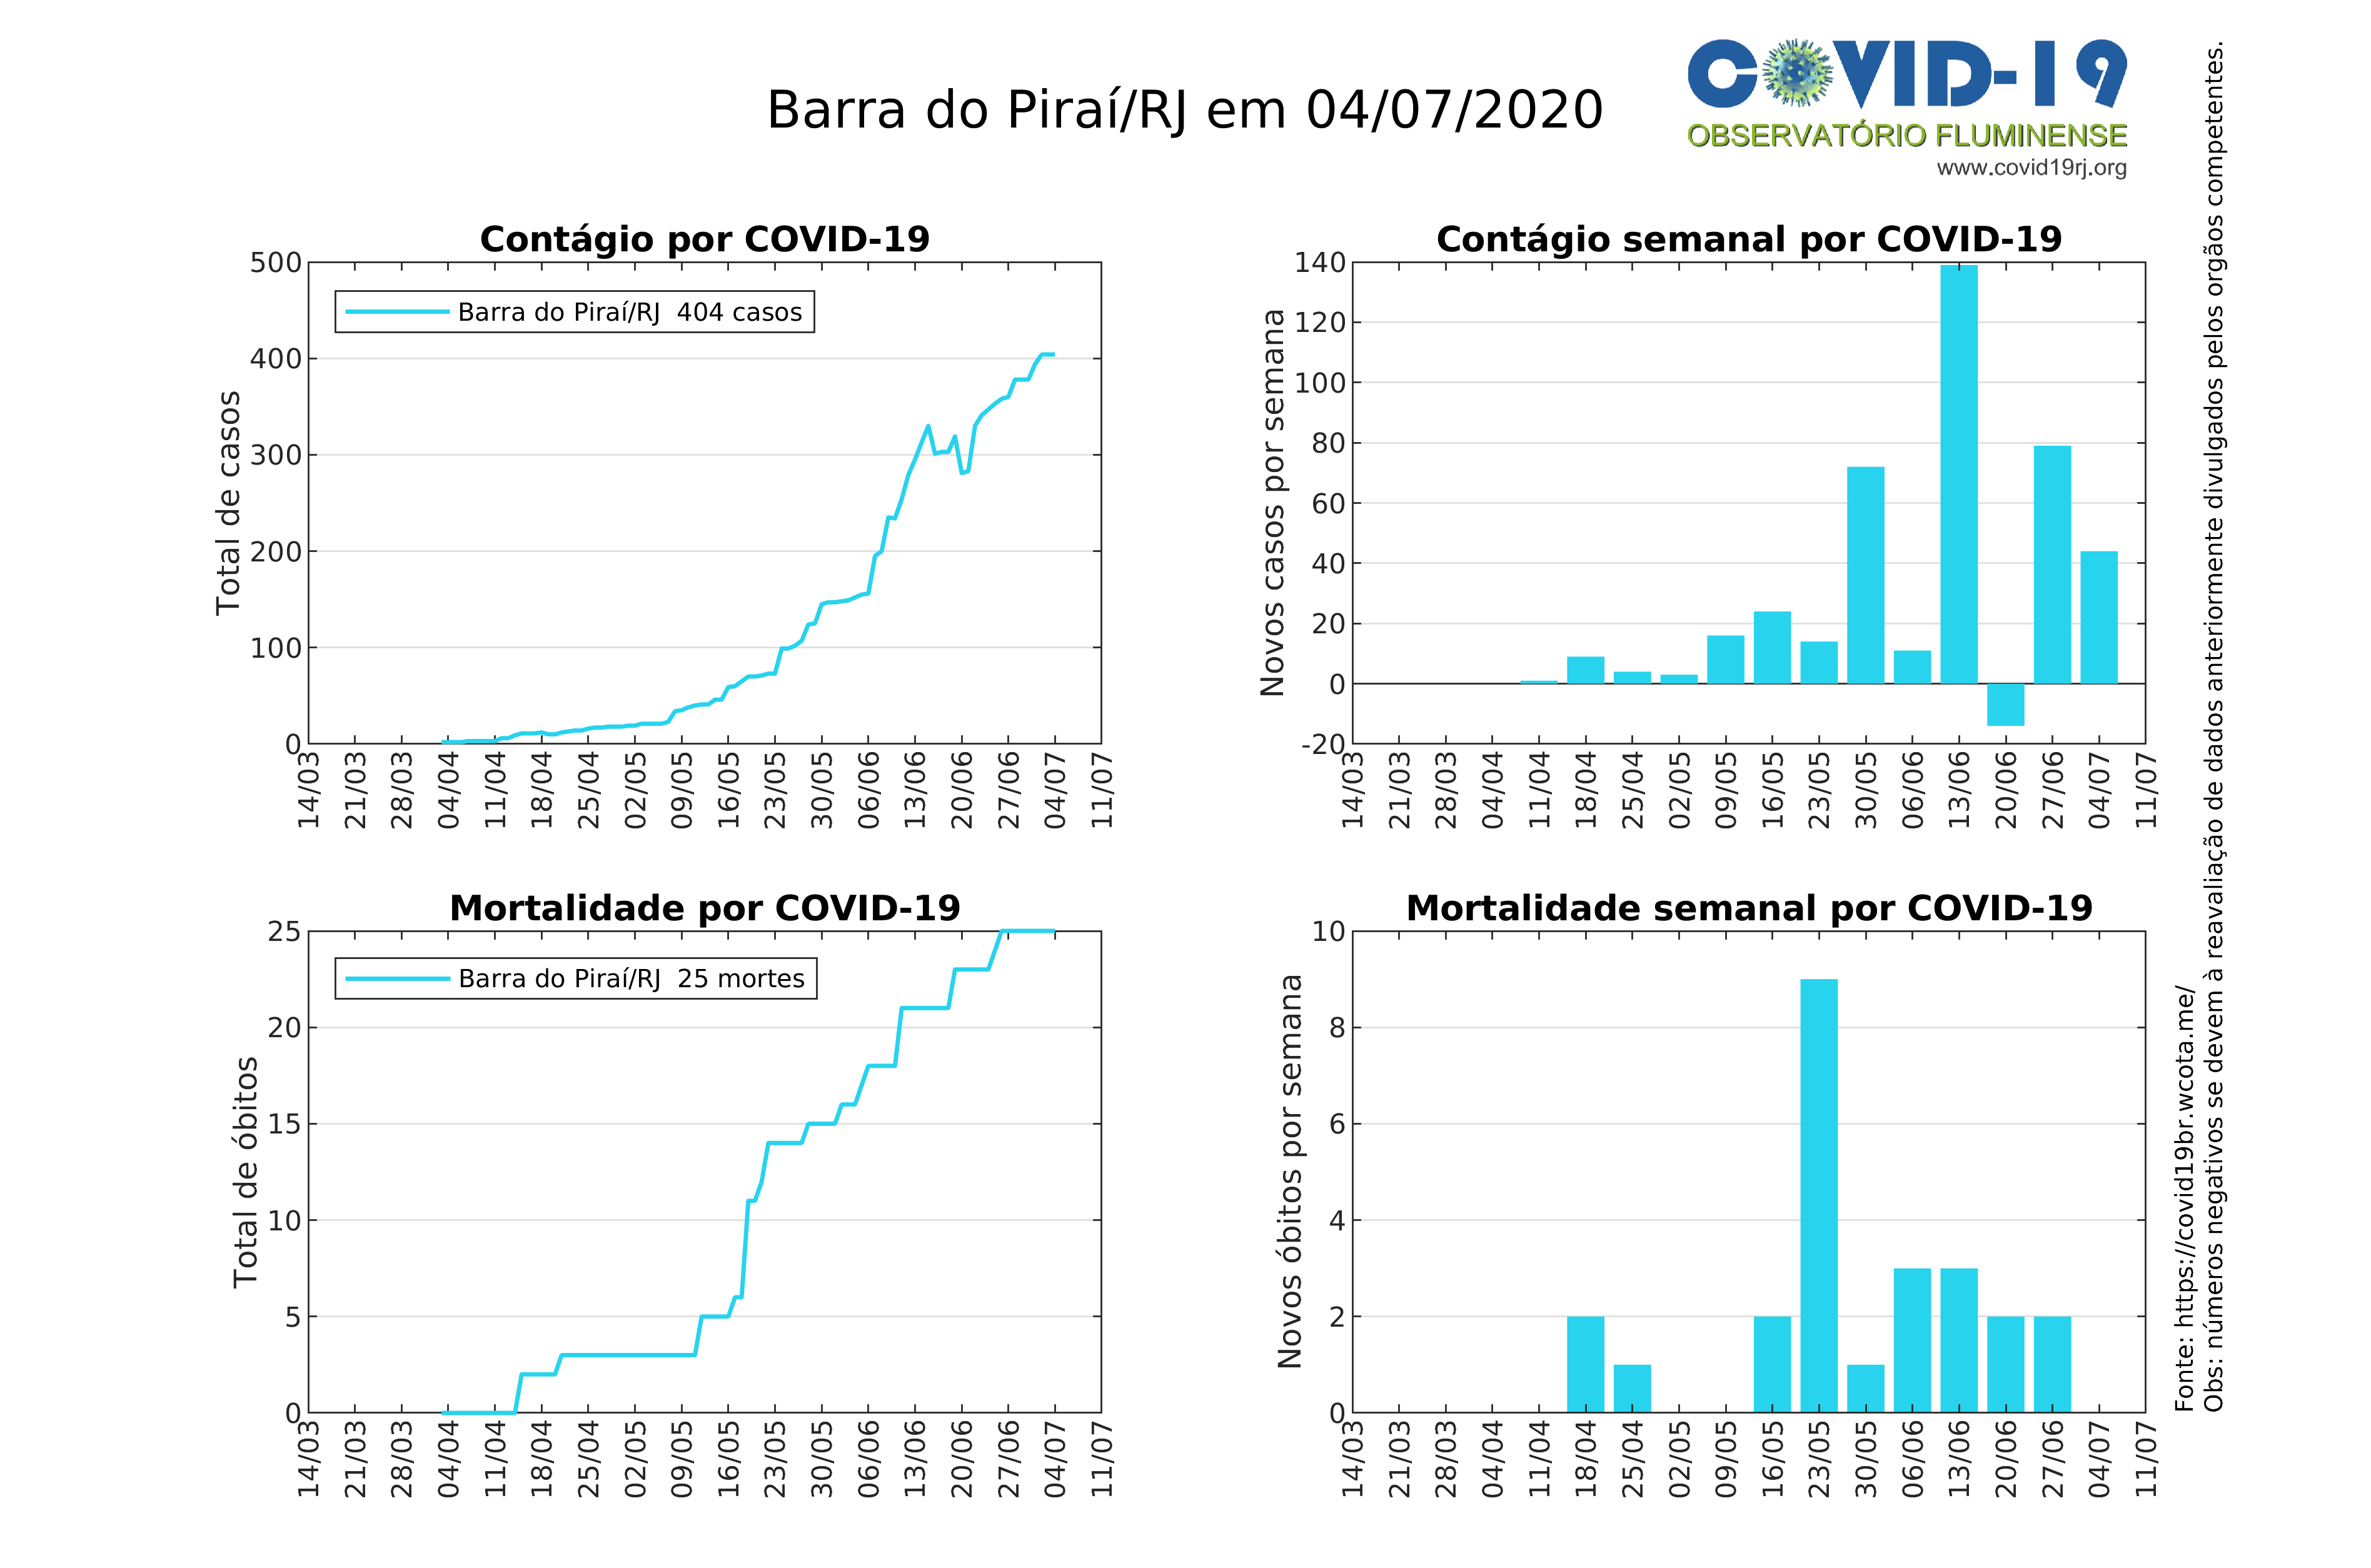 Barra do Piraí/RJ em 04/07/2020
COVID-19
OBSERVATÓRIO FLUMINENSE
www.covid19rj.org
Contágio por COVID-19
Total de casos
500
400
300
200
100
0
Barra do Piraí/RJ 404 casos
14/03 21/03 28/03 04/04 11/04 18/04 25/04 02/05 09/05 16/05 23/05 30/05 06/06 13/06 20/06 27/06 04/07 11/07
Contágio semanal por COVID-19
Novos casos por semana
140
120
100
80
60
40
20
0
-20
14/03 21/03 28/03 04/04 11/04 18/04 25/04 02/05 09/05 16/05 23/05 30/05 06/06 13/06 20/06 27/06 04/07 11/07
Mortalidade por COVID-19
Total de óbitos
25
20
15
10
5
0
Barra do Piraí/RJ 25 mortes
14/03 21/03 28/03 04/04 11/04 18/04 25/04 02/05 09/05 16/05 23/05 30/05 06/06 13/06 20/06 27/06 04/07 11/07
Mortalidade semanal por COVID-19
Novos óbitos por semana
10
8
6
4
2
0
14/03 21/03 28/03 04/04 11/04 18/04 25/04 02/05 09/05 16/05 23/05 30/05 06/06 13/06 20/06 27/06 04/07 11/07
Fonte: https://covid19br.wcota.me/
Obs: números negativos se devem à reavaliação de dados anteriormente divulgados pelos orgãos competentes.